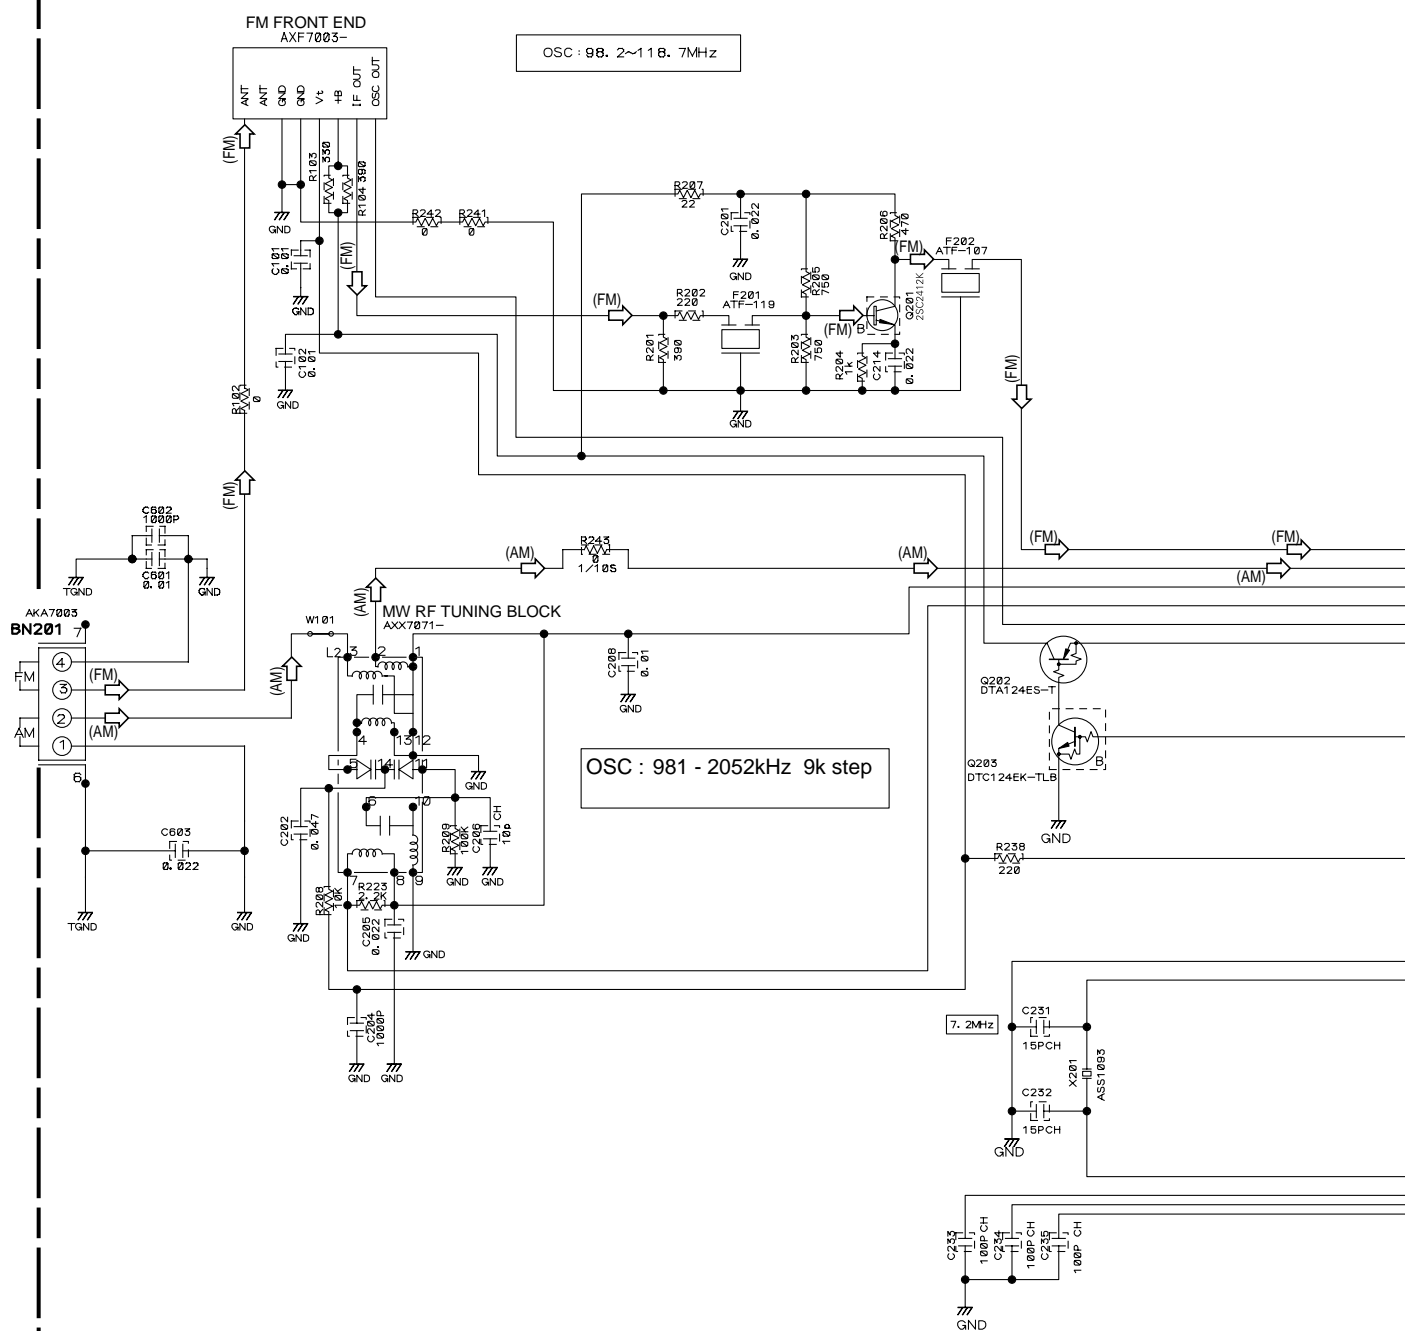 FM FRONT END
AXF7003-
OSC : 98. 2~118. 7MHz
ANT
ANT
GND
GND
Vt
+B
IF OUT
OSC OUT
(FM)
R103
330
R104 390
GND
R242
0
R241
0
C101
0.01
GND
(FM)
R207
22
C201
0.022
GND
R206
470
(FM)
F202
ATF-107
R205
750
Q201
2SC2412K
(FM)
R202
220
F201
ATF-119
(FM)
B
R201
390
R203
750
R204
1k
C214
0.022
GND
C102
0.01
GND
R102
0
(FM)
(FM)
C602
1000P
C601
0. 01
TGND
GND
(AM)
R243
0
1/10S
(AM)
(FM)
(FM)
(AM)
AKA7003
BN201
7
W101
(AM)
MW RF TUNING BLOCK
AXX7071-
L2
3
2
1
C208
0.01
GND
4
FM
3
(FM)
2
AM
(AM)
1
6
(AM)
4
13
12
5
14
11
GND
6
10
OSC : 981 - 2052kHz 9k step
Q202
DTA124ES-T
Q203
DTC124EK-TLB
B
GND
C202
0.047
GND
R209
100K
GND
C206
10p
CH
GND
C603
0. 022
TGND
GND
7
8
9
R208
10K
R223
2.2K
C205
0.022
GND
R238
220
C204
1000P
GND
GND
7. 2MHz
C231
15PCH
X201
ASS1093
C232
15PCH
GND
C233
100P CH
C234
100P CH
C235
100P CH
GND